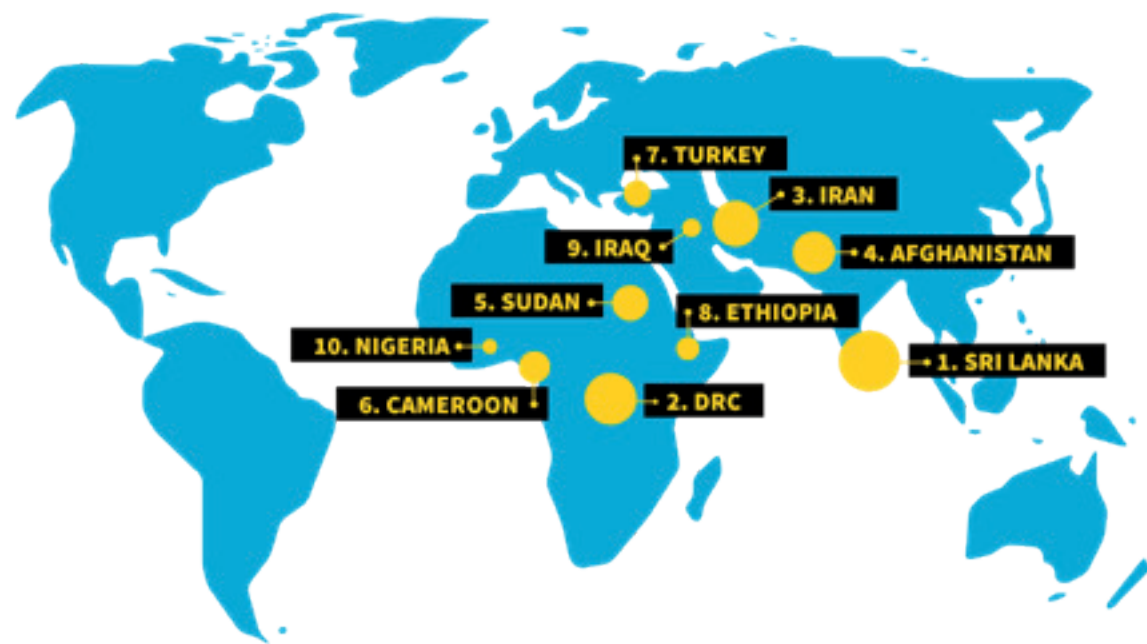 7. TURKEY
3. IRAN
9. IRAQ
4. AFGHANISTAN
5. SUDAN
8. ETHIOPIA
10. NIGERIA
1. SRI LANKA
6. CAMEROON
2. DRC